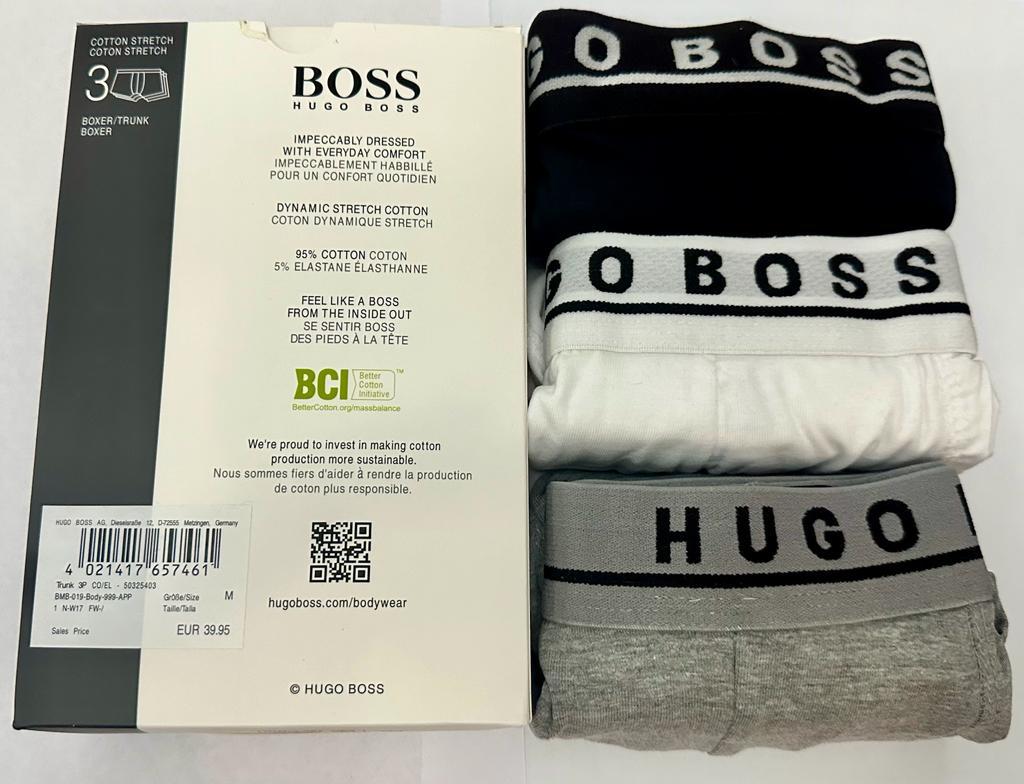 COTTON STRETCH
COTON STRETCH
3
BOXER/TRUNK
BOXER
BOSS
HUGO BOSS
IMPECCABLY DRESSED
WITH EVERYDAY COMFORT
IMPECCABLEMENT HABBILLÉ
POUR UN CONFORT QUOTIDIEN
DYNAMIC STRETCH COTTON
COTON DYNAMIQUE STRETCH
95% COTTON COTON
5% ELASTANE ÉLASTHANNE
FEEL LIKE A BOSS
FROM THE INSIDE OUT
SE SENTIR BOSS
DES PIEDS À LA TÊTE
BCI Better
Cotton
Initiative ™
BetterCotton.org/massbalance
We're proud to invest in making cotton
production more sustainable.
Nous sommes fiers d'aider à rendre la production
de coton plus responsible.
HUGO BOSS AG, Dieselsraße 12, D-72555 Metzingen, Germany
4 021417 657461
Trunk 3P CO/EL - 50325403
BMB-019-Body-999-APP Größe/Size M
1 N-W17 FW-/ Taille/Talla
Sales Price EUR 39.95
hugoboss.com/bodywear
© HUGO BOSS
GO BOSS
GO BOSS
HUGO